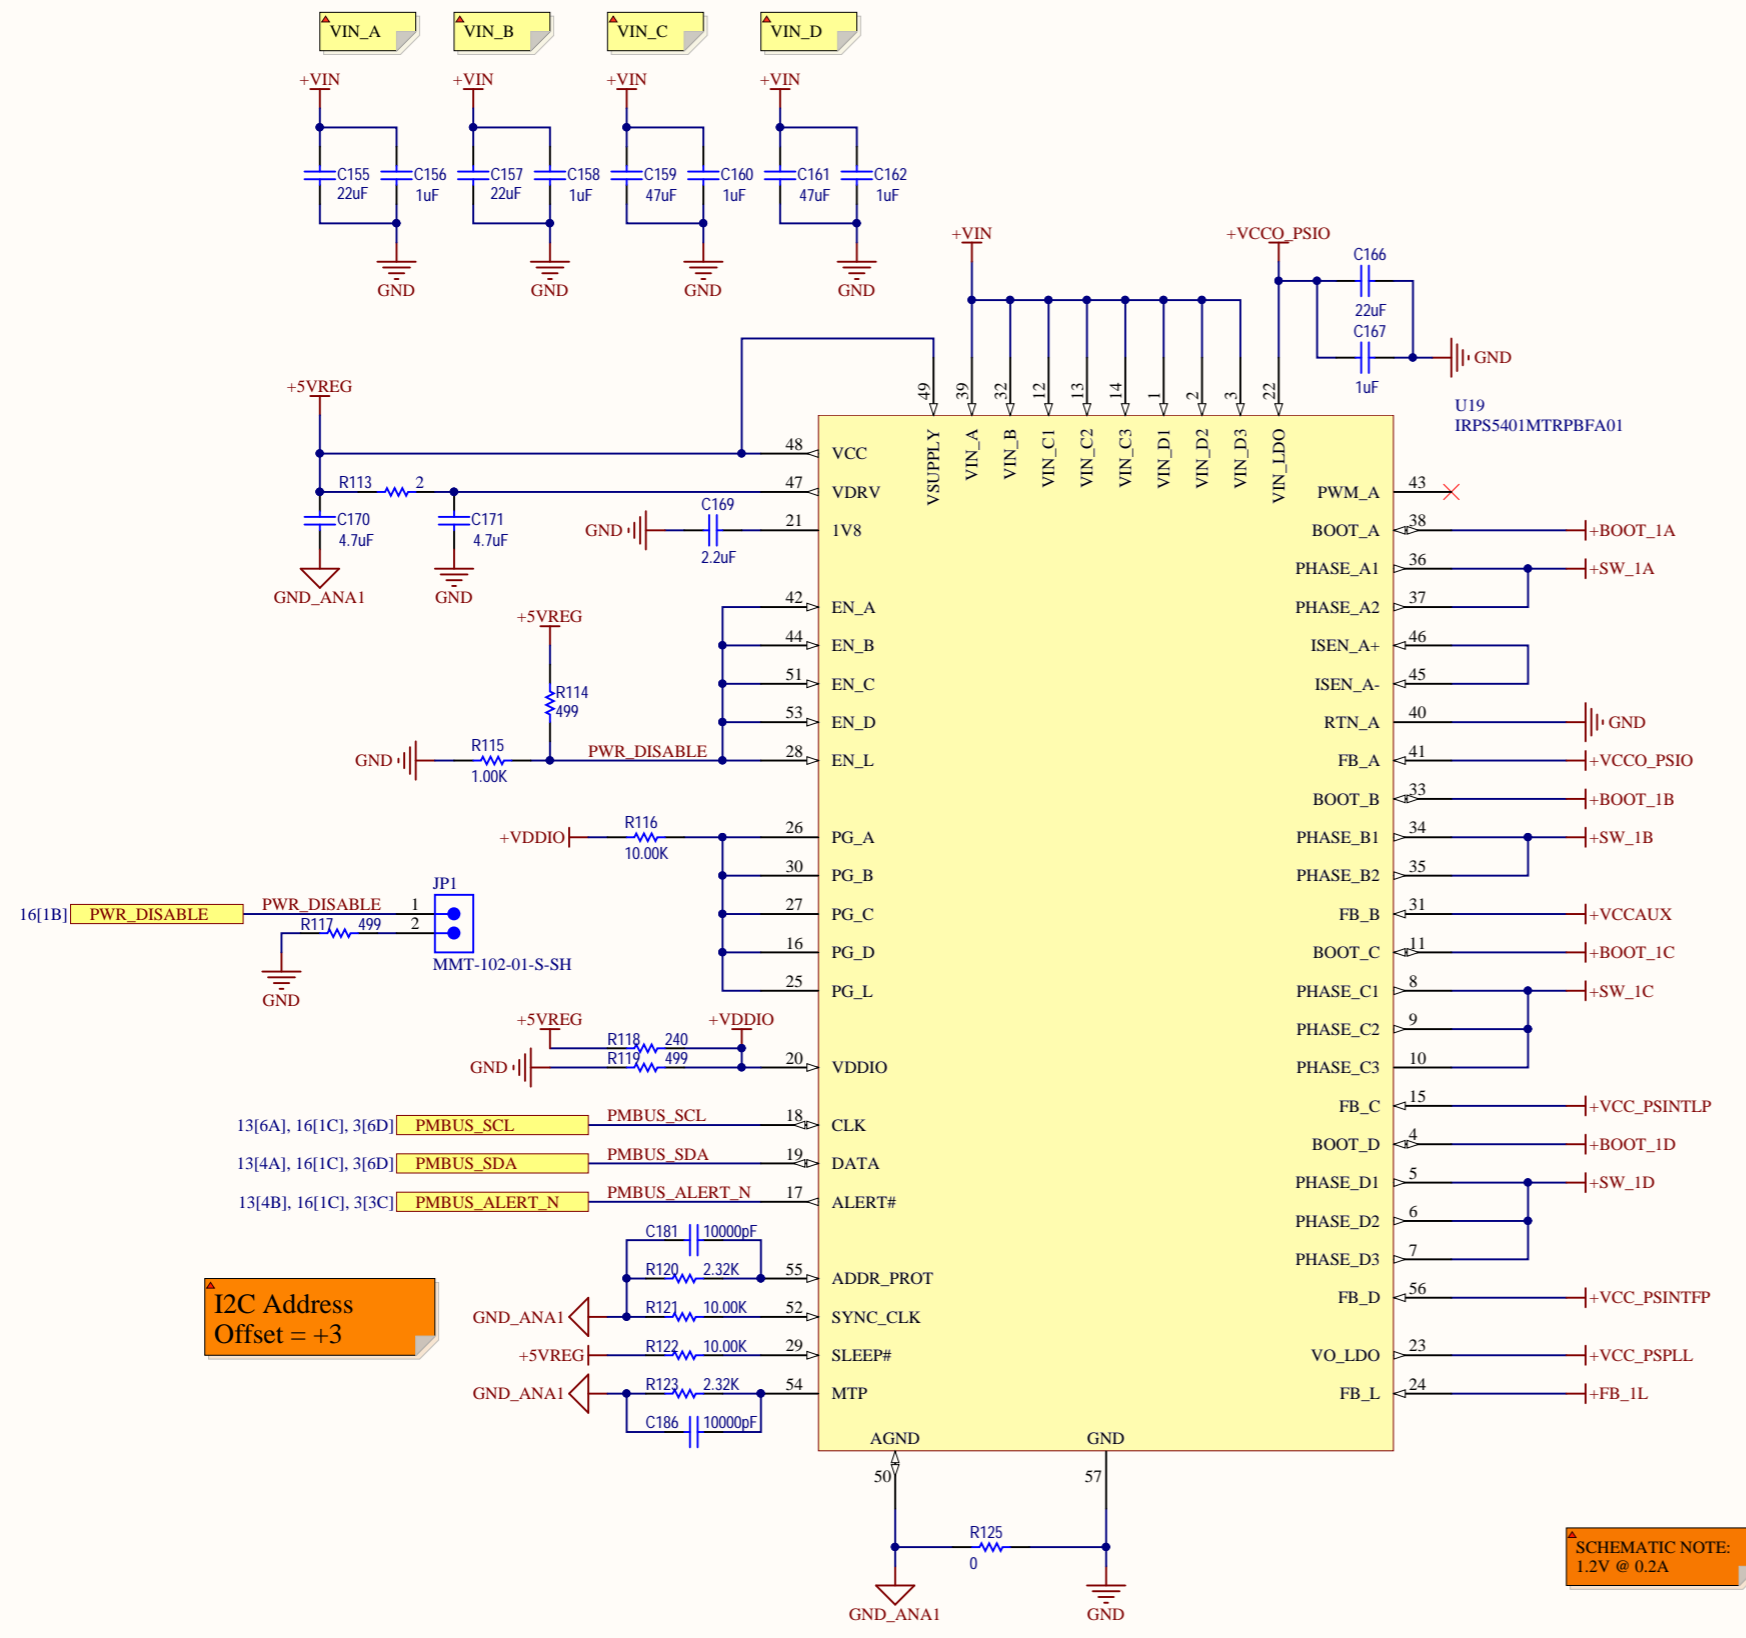 VIN_A
VIN_B
VIN_C
VIN_D
+VIN
+VIN
+VIN
+VIN
C155
22uF
C156
1uF
C157
22uF
C158
1uF
C159
47uF
C160
1uF
C161
47uF
C162
1uF
GND
GND
GND
GND
+VIN
+VCCO_PSIO
C166
22uF
C167
1uF
GND
U19
IRPS5401MTRPBFA01
49
39
32
12
13
14
1
2
3
22
VSUPPLY
VIN_A
VIN_B
VIN_C1
VIN_C2
VIN_C3
VIN_D1
VIN_D2
VIN_D3
VIN_LDO
+5VREG
48 VCC
R113 2
47 VDRV
C170
4.7uF
C171
4.7uF
GND_ANA1
GND
GND
C169
2.2uF
21 1V8
42 EN_A
44 EN_B
51 EN_C
53 EN_D
28 EN_L
+5VREG
R114
499
GND
R115
1.00K
PWR_DISABLE
+VDDIO
R116
10.00K
26 PG_A
30 PG_B
27 PG_C
16 PG_D
25 PG_L
16[1B] PWR_DISABLE
PWR_DISABLE
R117 499
GND
JP1
1
2
MMT-102-01-S-SH
+5VREG
+VDDIO
R118 240
GND
R119 499
20 VDDIO
13[6A], 16[1C], 3[6D] PMBUS_SCL PMBUS_SCL 18 CLK
13[4A], 16[1C], 3[6D] PMBUS_SDA PMBUS_SDA 19 DATA
13[4B], 16[1C], 3[3C] PMBUS_ALERT_N PMBUS_ALERT_N 17 ALERT#
C181 10000pF
R120 2.32K 55 ADDR_PROT
GND_ANA1 R121 10.00K 52 SYNC_CLK
+5VREG R122 10.00K 29 SLEEP#
GND_ANA1 R123 2.32K 54 MTP
C186 10000pF
I2C Address
Offset = +3
PWM_A 43
BOOT_A 38 +BOOT_1A
PHASE_A1 36 +SW_1A
PHASE_A2 37
ISEN_A+ 46
ISEN_A- 45
RTN_A 40 GND
FB_A 41 +VCCO_PSIO
BOOT_B 33 +BOOT_1B
PHASE_B1 34 +SW_1B
PHASE_B2 35
FB_B 31 +VCCAUX
BOOT_C 11 +BOOT_1C
PHASE_C1 8 +SW_1C
PHASE_C2 9
PHASE_C3 10
FB_C 15 +VCC_PSINTLP
BOOT_D 4 +BOOT_1D
PHASE_D1 5 +SW_1D
PHASE_D2 6
PHASE_D3 7
FB_D 56 +VCC_PSINTFP
VO_LDO 23 +VCC_PSPLL
FB_L 24 +FB_1L
AGND
GND
50
57
R125
0
GND_ANA1
GND
SCHEMATIC NOTE:
1.2V @ 0.2A